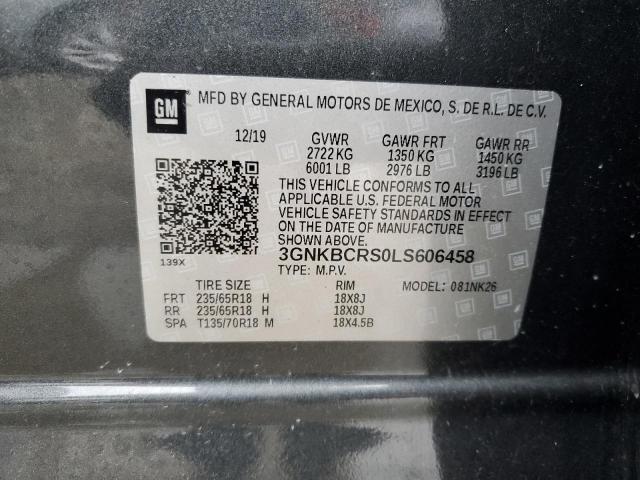 GM MFD BY GENERAL MOTORS DE MEXICO, S. DE R.L. DE C.V.
12/19 GVWR GAWR FRT GAWR RR
2722 KG 1350 KG 1450 KG
6001 LB 2976 LB 3196 LB
THIS VEHICLE CONFORMS TO ALL
APPLICABLE U.S. FEDERAL MOTOR
VEHICLE SAFETY STANDARDS IN EFFECT
ON THE DATE OF MANUFACTURE
SHOWN ABOVE.
3GNKBCRS0LS606458
139X TYPE: M.P.V.
TIRE SIZE RIM MODEL: 081NK26
FRT 235/65R18 H 18X8J
RR 235/65R18 H 18X8J
SPA T135/70R18 M 18X4.5B